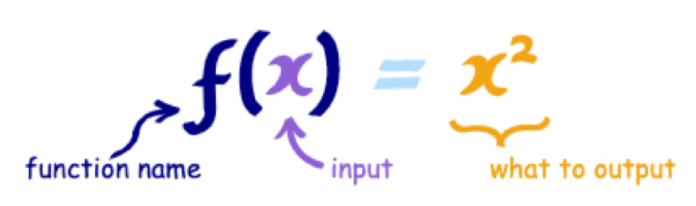 f(x) = x²
function name input what to output